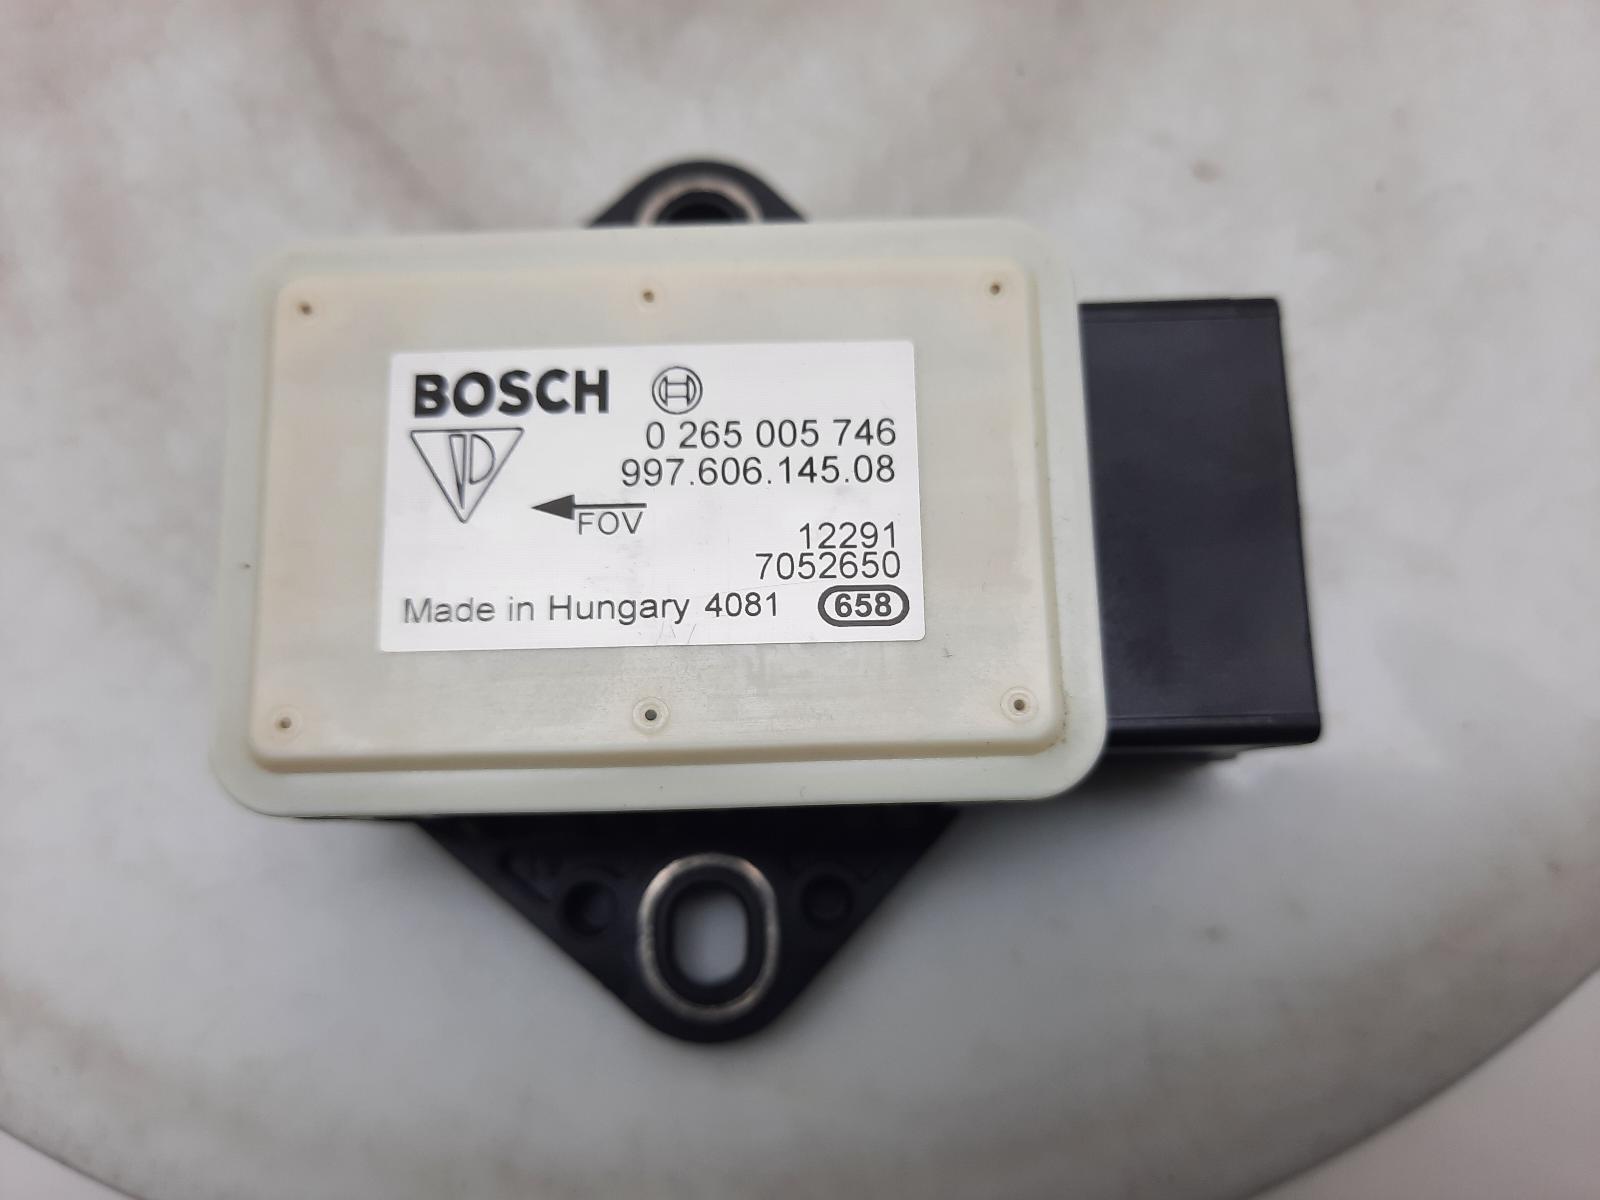 BOSCH
0 265 005 746
997.606.145.08
FOV
12291
7052650
Made in Hungary 4081 658